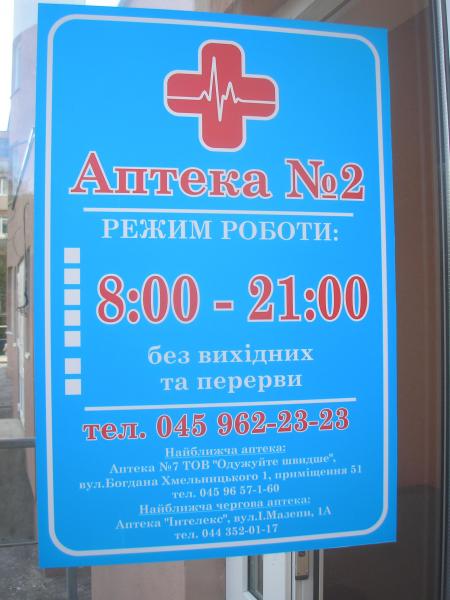 Аптека №2
РЕЖИМ РОБОТИ:
8:00 - 21:00
без вихідних
та перерви
тел. 045 962-23-23
Найближча аптека:
Аптека №7 ТОВ "Одужуйте швидше",
вул.Богдана Хмельницького 1, приміщення 51
тел. 045 96 57-1-60
Найближча чергова аптека:
Аптека "Інтелекс", вул.І.Мазепи, 1А
тел. 044 352-01-17